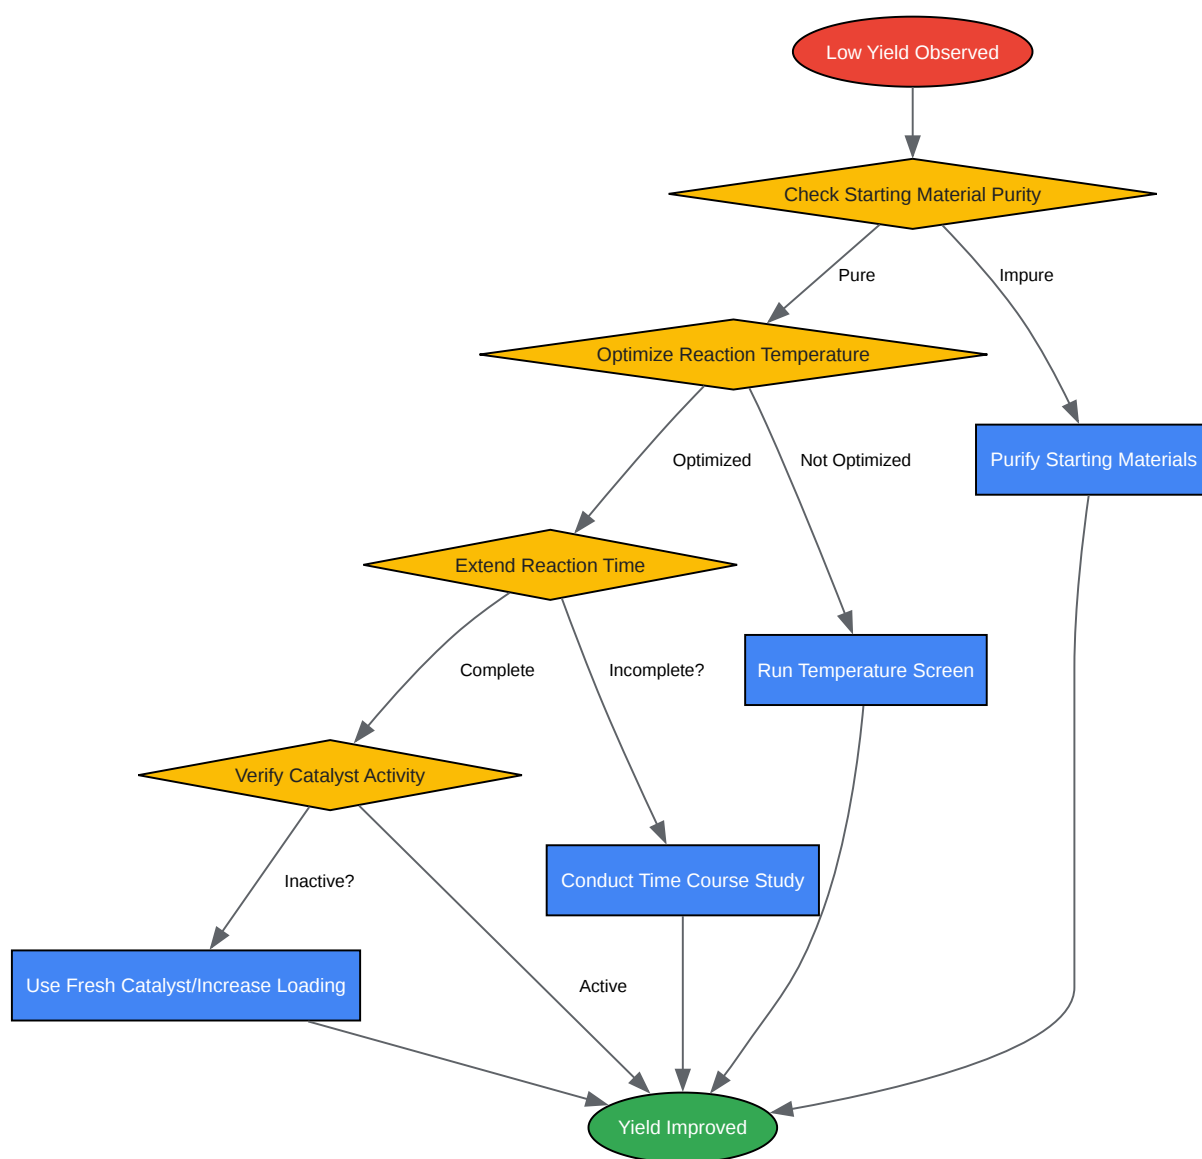 Low Yield Observed
Check Starting Material Purity
Pure
Impure
Optimize Reaction Temperature
Optimized
Not Optimized
Purify Starting Materials
Extend Reaction Time
Complete
Incomplete?
Run Temperature Screen
Verify Catalyst Activity
Inactive?
Conduct Time Course Study
Use Fresh Catalyst/Increase Loading
Active
Yield Improved